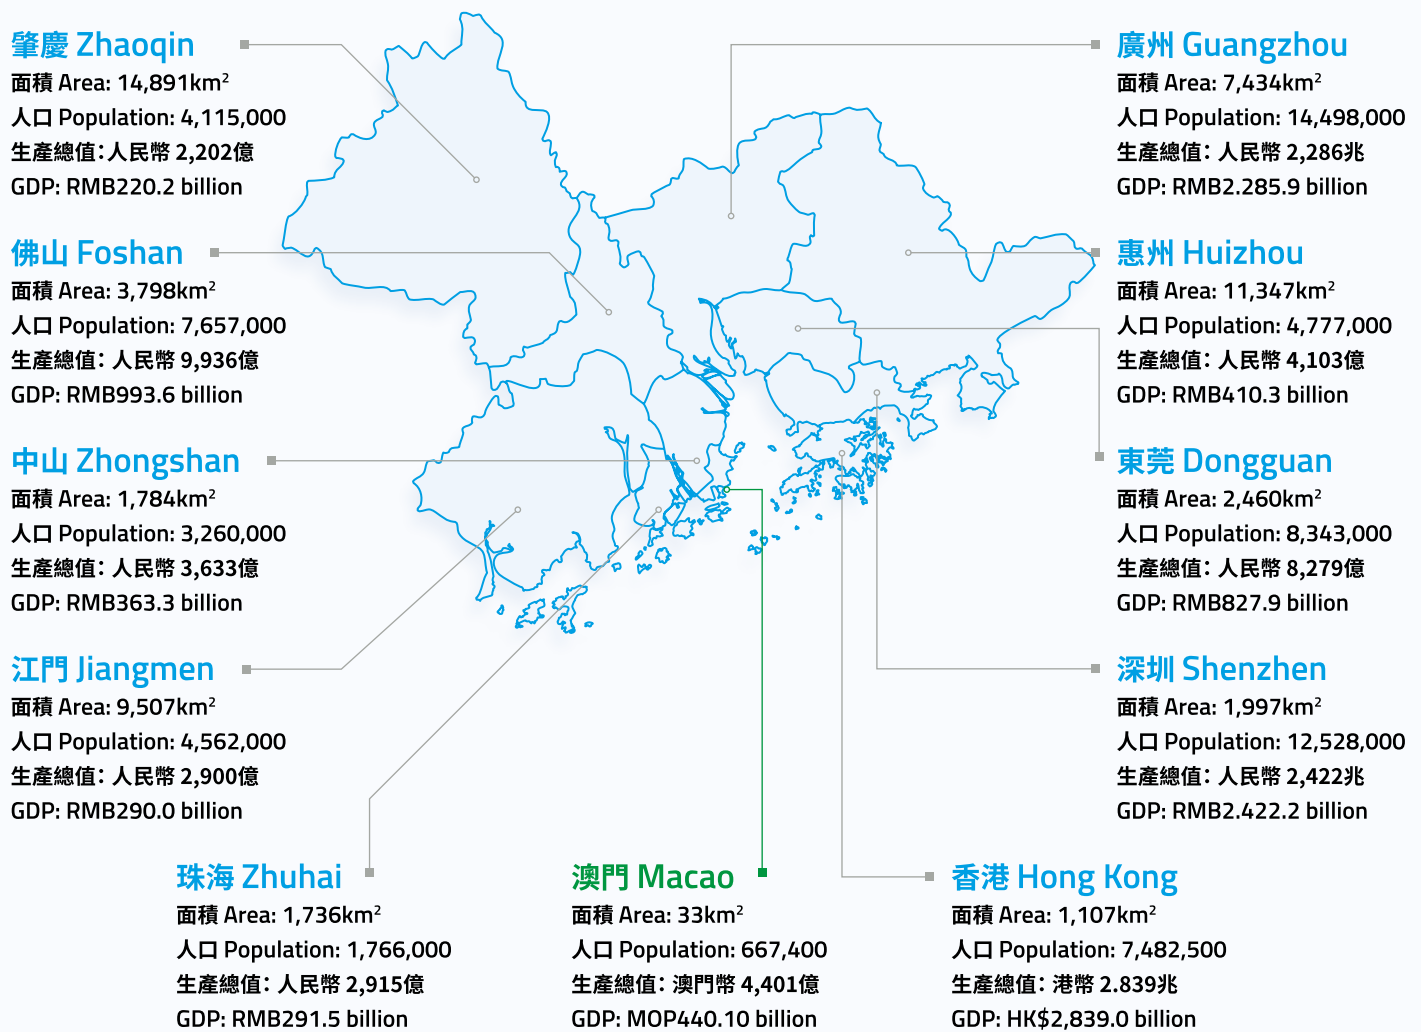 肇慶 Zhaoqin
面積 Area: 14,891km²
人口 Population: 4,115,000
生產總值：人民幣 2,202億
GDP: RMB220.2 billion
佛山 Foshan
面積 Area: 3,798km²
人口 Population: 7,657,000
生產總值：人民幣 9,936億
GDP: RMB993.6 billion
中山 Zhongshan
面積 Area: 1,784km²
人口 Population: 3,260,000
生產總值：人民幣 3,633億
GDP: RMB363.3 billion
江門 Jiangmen
面積 Area: 9,507km²
人口 Population: 4,562,000
生產總值：人民幣 2,900億
GDP: RMB290.0 billion
珠海 Zhuhai
面積 Area: 1,736km²
人口 Population: 1,766,000
生產總值：人民幣 2,915億
GDP: RMB291.5 billion
澳門 Macao
面積 Area: 33km²
人口 Population: 667,400
生產總值：澳門幣 4,401億
GDP: MOP440.10 billion
香港 Hong Kong
面積 Area: 1,107km²
人口 Population: 7,482,500
生產總值：港幣 2.839兆
GDP: HK$2,839.0 billion
廣州 Guangzhou
面積 Area: 7,434km²
人口 Population: 14,498,000
生產總值：人民幣 2,286兆
GDP: RMB2.285.9 billion
惠州 Huizhou
面積 Area: 11,347km²
人口 Population: 4,777,000
生產總值：人民幣 4,103億
GDP: RMB410.3 billion
東莞 Dongguan
面積 Area: 2,460km²
人口 Population: 8,343,000
生產總值：人民幣 8,279億
GDP: RMB827.9 billion
深圳 Shenzhen
面積 Area: 1,997km²
人口 Population: 12,528,000
生產總值：人民幣 2,422兆
GDP: RMB2.422.2 billion